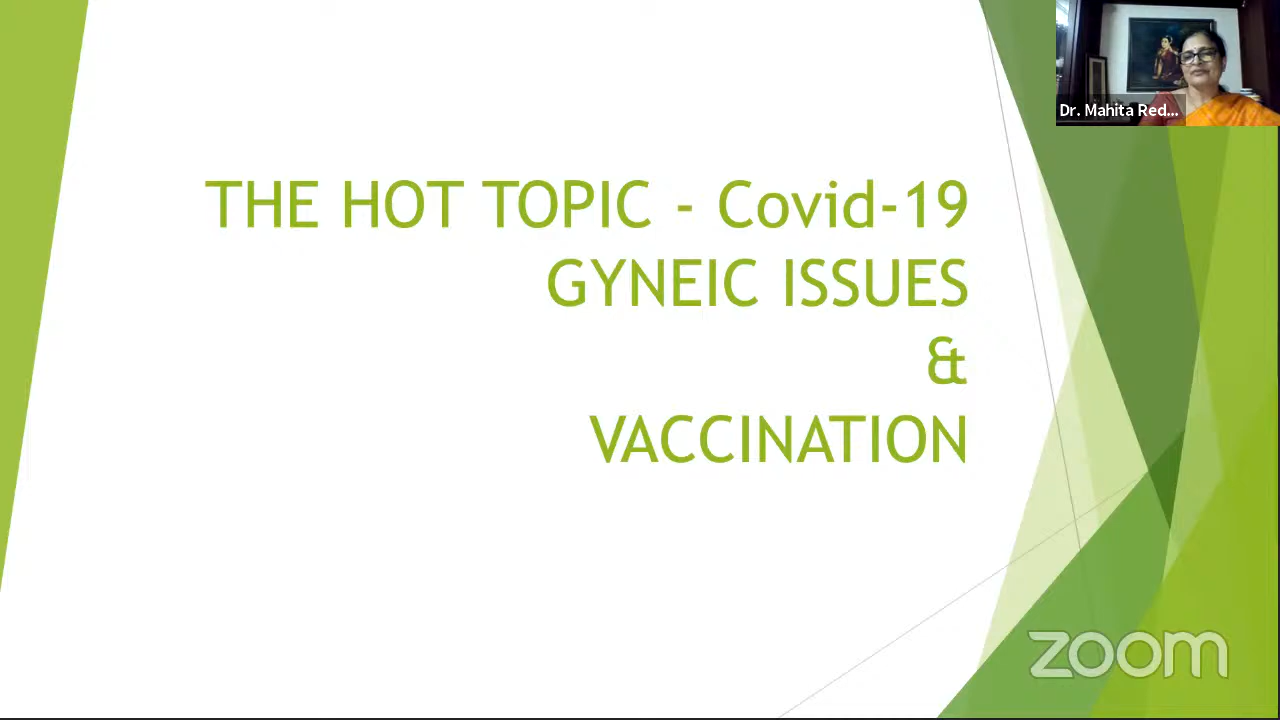 THE HOT TOPIC - Covid-19
GYNEIC ISSUES
&
VACCINATION
Dr. Mahita Red...
zoom